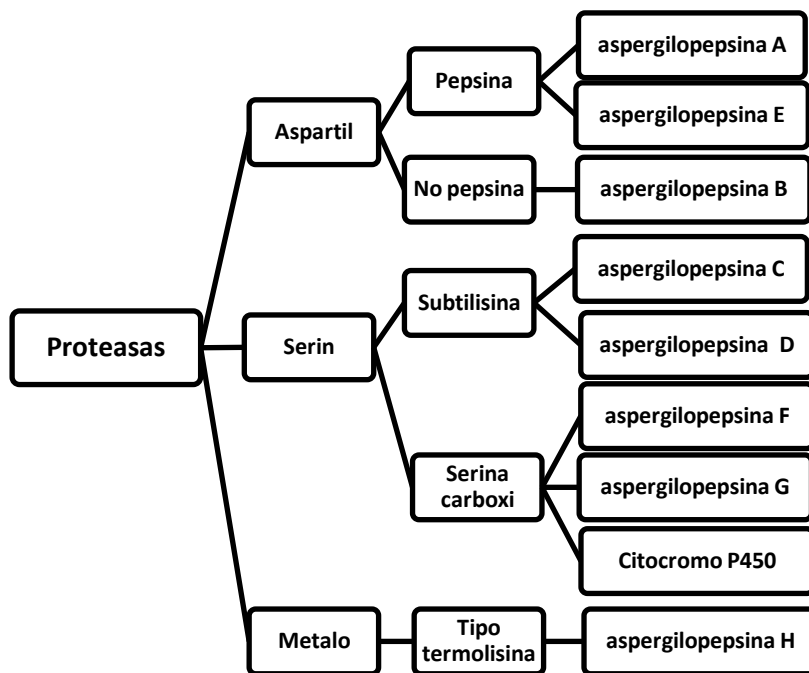 Proteasas
Aspartil
Pepsina
aspergilopepsina A
aspergilopepsina E
No pepsina
aspergilopepsina B
Serin
Subtilisina
aspergilopepsina C
aspergilopepsina D
Serina
carboxi
aspergilopepsina F
aspergilopepsina G
Citocromo P450
Metalo
Tipo
termolisina
aspergilopepsina H